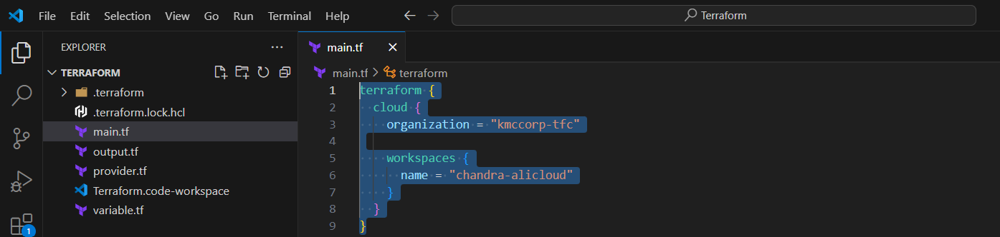 File Edit Selection View Go Run Terminal Help
Terraform
EXPLORER
TERRAFORM
.terraform
.terraform.lock.hcl
main.tf
output.tf
provider.tf
Terraform.code-workspace
variable.tf
1
main.tf
main.tf > terraform
1 terraform {
2 cloud {
3 organization = "kmccorp-tfc"
4
5 workspaces {
6 name = "chandra-alicloud"
7 }
8 }
9 }